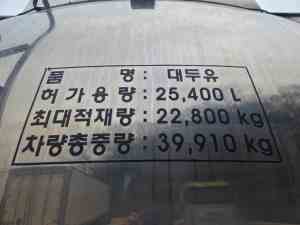 품 명 : 대두유
허 가 용 량 : 25,400 L
최대적재량 : 22,800 kg
차량총중량 : 39,910 kg